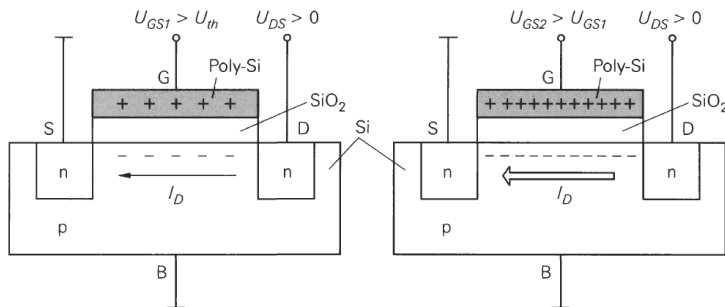 U_GS1 > U_th
U_DS > 0
G
Poly-Si
+ + + + +
SiO₂
S
D
n
– – – –
n
I_D
p
B
Si
U_GS2 > U_GS1
U_DS > 0
G
Poly-Si
+ + + + + + + + + + +
SiO₂
S
D
n
n
I_D
p
B